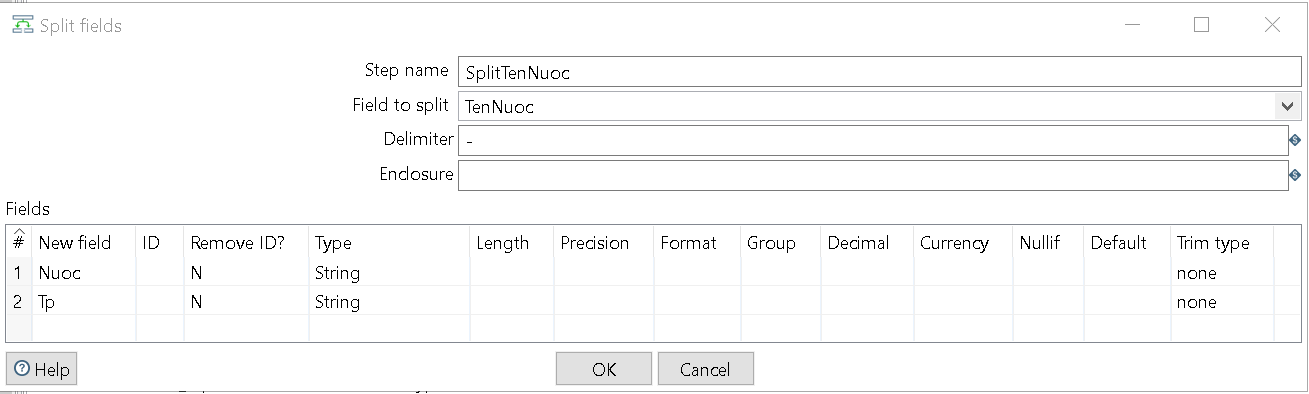 Split fields
Step name SplitTenNuoc
Field to split TenNuoc
Delimiter -
Enclosure
Fields
# New field ID Remove ID? Type Length Precision Format Group Decimal Currency Nullif Default Trim type
1 Nuoc N String none
2 Tp N String none
Help OK Cancel